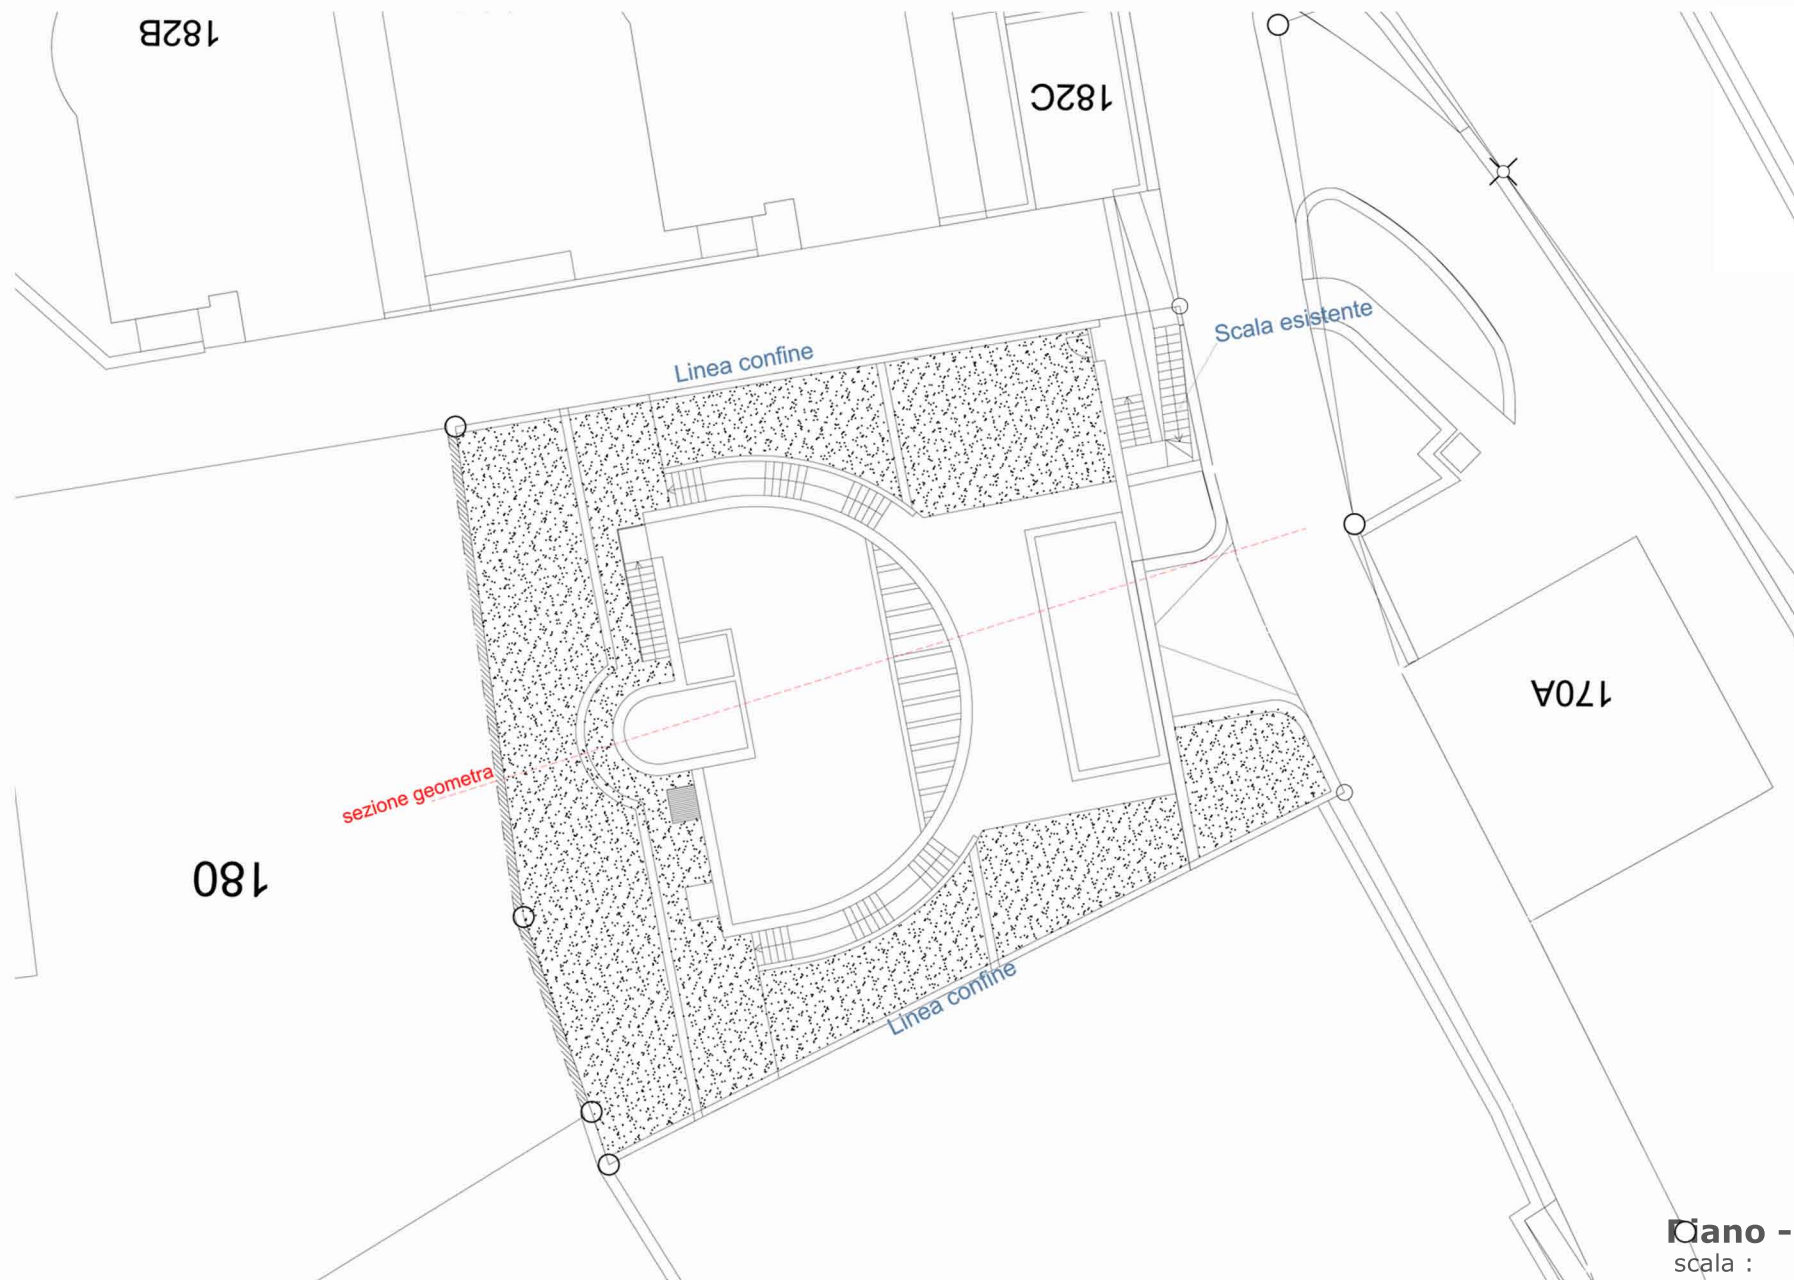 182B
182C
Scala esistente
Linea confine
170A
sezione geometra
180
Linea confine
Piano -
scala :